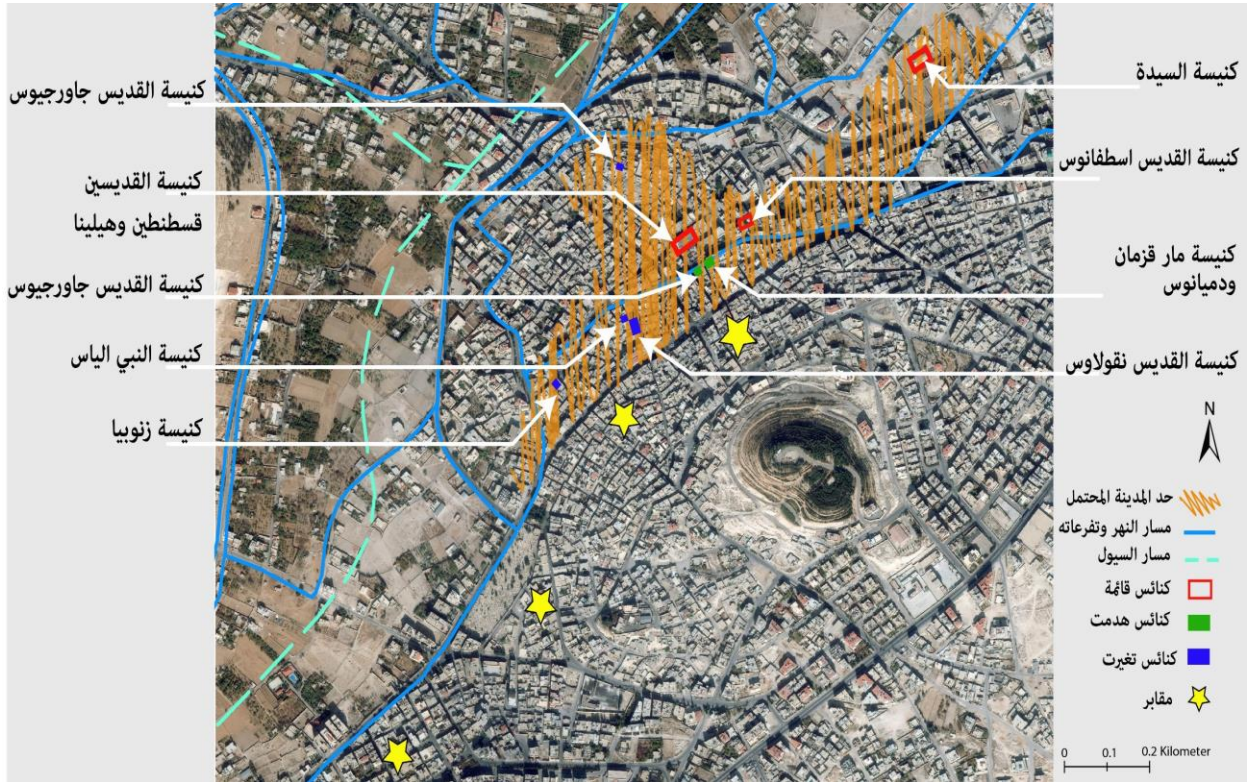 كنيسة السيدة
كنيسة القديس اسطفانوس
كنيسة مار قزمان
ودميانوس
كنيسة القديس نقولاوس
كنيسة القديس جاورجيوس
كنيسة القديسين
قسطنطين وهيلينا
كنيسة القديس جاورجيوس
كنيسة النبي الياس
كنيسة زنوبيا
N
حد المدينة المحتمل
مسار النهر وتفرعاته
مسار السيول
كنائس قائمة
كنائس هدمت
كنائس تغيرت
مقابر
0 0.1 0.2 Kilometer